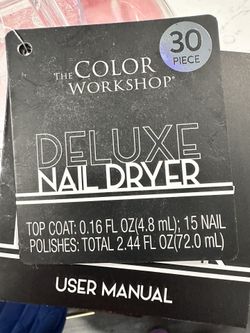 30
PIECE
THE COLOR
WORKSHOP®
DELUXE
NAIL DRYER
TOP COAT: 0.16 FL OZ(4.8 mL); 15 NAIL
POLISHES: TOTAL 2.44 FL OZ(72.0 mL)
USER MANUAL